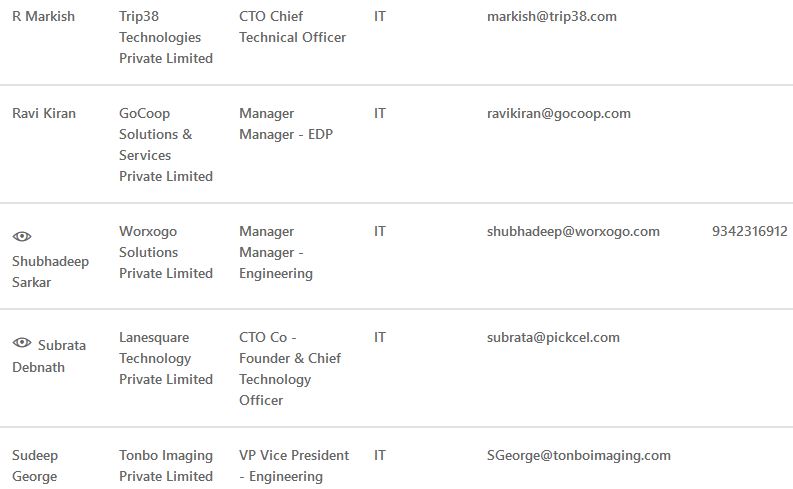 R Markish
Trip38
Technologies
Private Limited
CTO Chief
Technical Officer
IT
markish@trip38.com
Ravi Kiran
GoCoop
Solutions &
Services
Private Limited
Manager
Manager - EDP
IT
ravikiran@gocoop.com
Shubhadeep
Sarkar
Worxogo
Solutions
Private Limited
Manager
Manager -
Engineering
IT
shubhadeep@worxogo.com
9342316912
Subrata
Debnath
Lanesquare
Technology
Private Limited
CTO Co -
Founder & Chief
Technology
Officer
IT
subrata@pickcel.com
Sudeep
George
Tonbo Imaging
Private Limited
VP Vice President
- Engineering
IT
SGeorge@tonboimaging.com